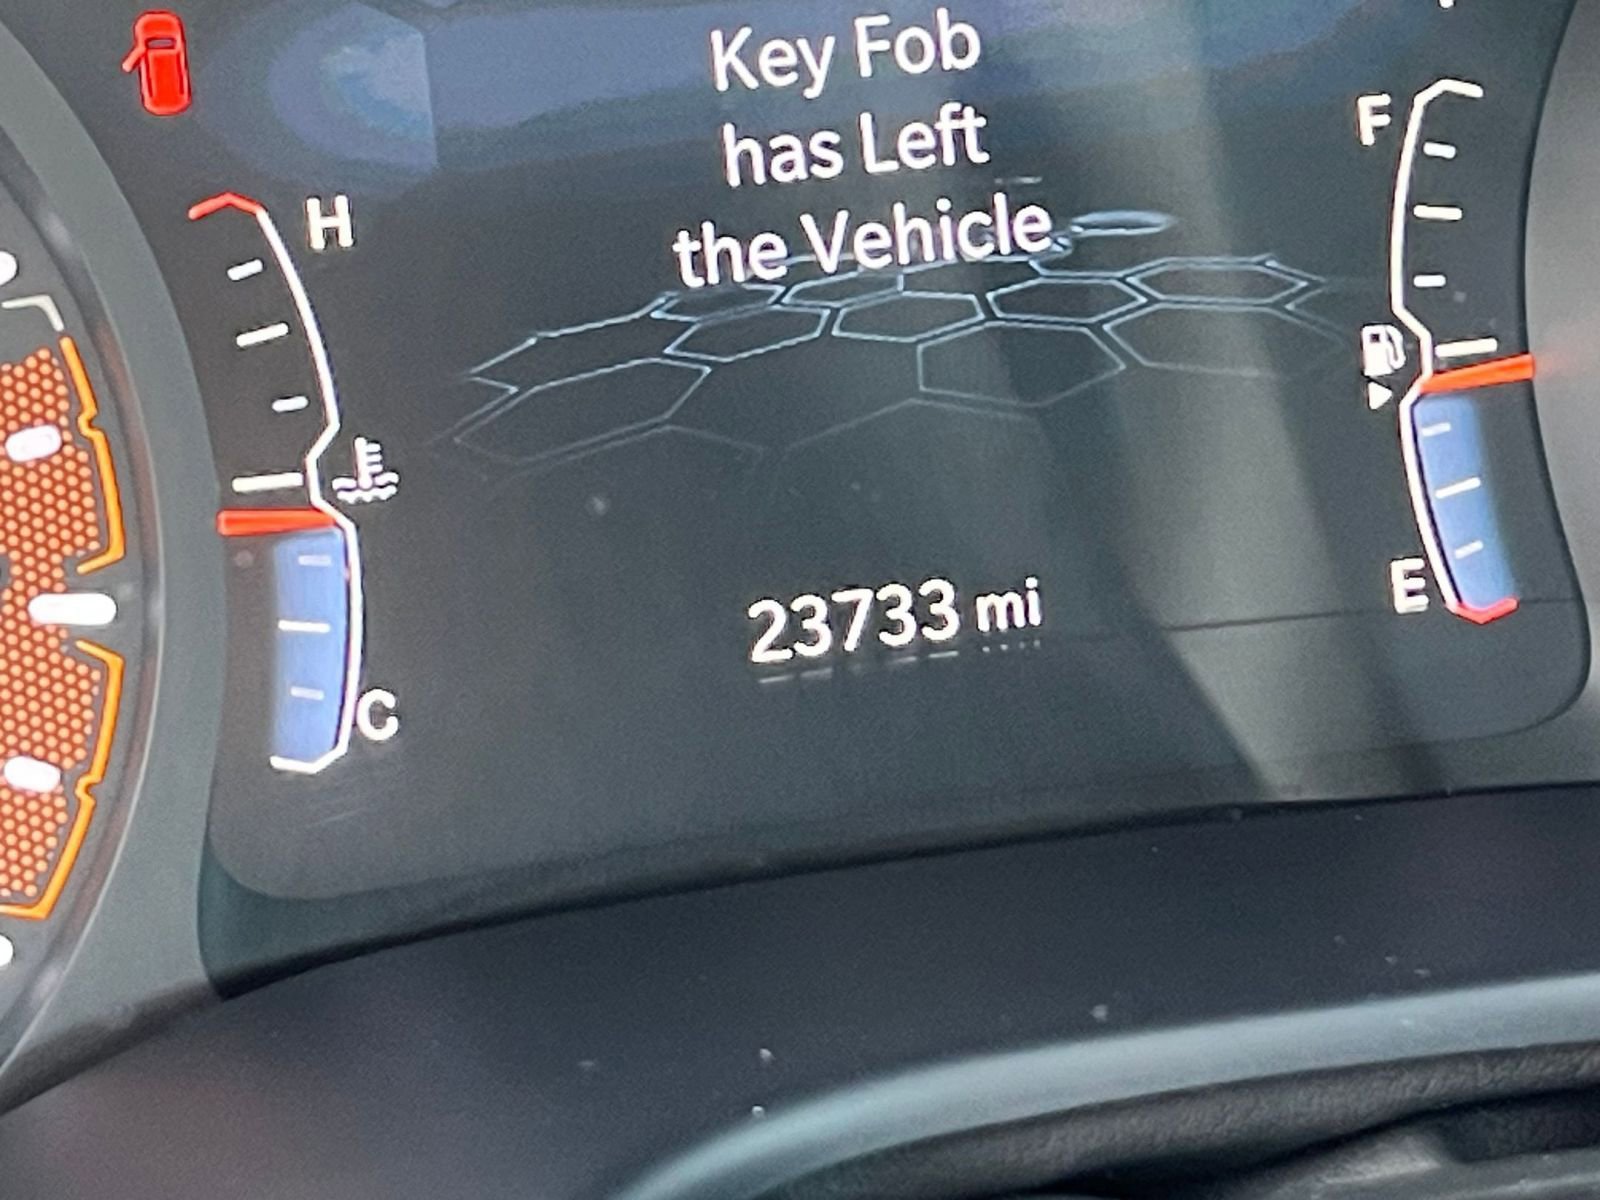 Key Fob
has Left
the Vehicle
H
F
23733 mi
E
C